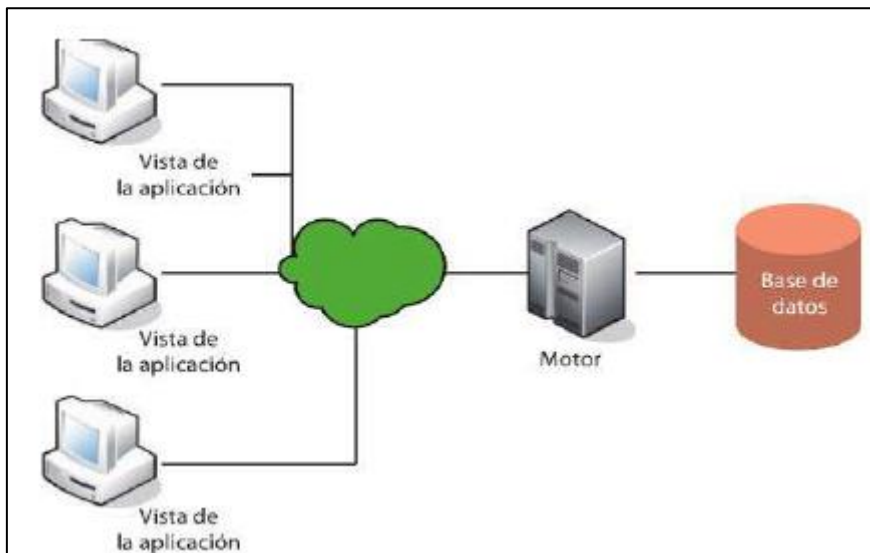 Vista de
la aplicación
Vista de
la aplicación
Vista de
la aplicación
Motor
Base de
datos